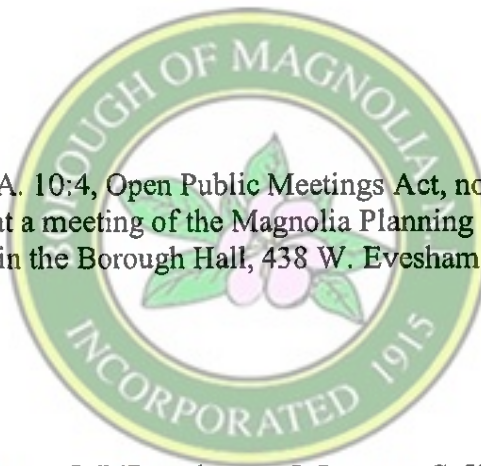 BOROUGH OF MAGNOLIA, N
A. 10:4, Open Public Meetings Act, no
at a meeting of the Magnolia Planning
in the Borough Hall, 438 W. Evesham
INCORPORATED 1915